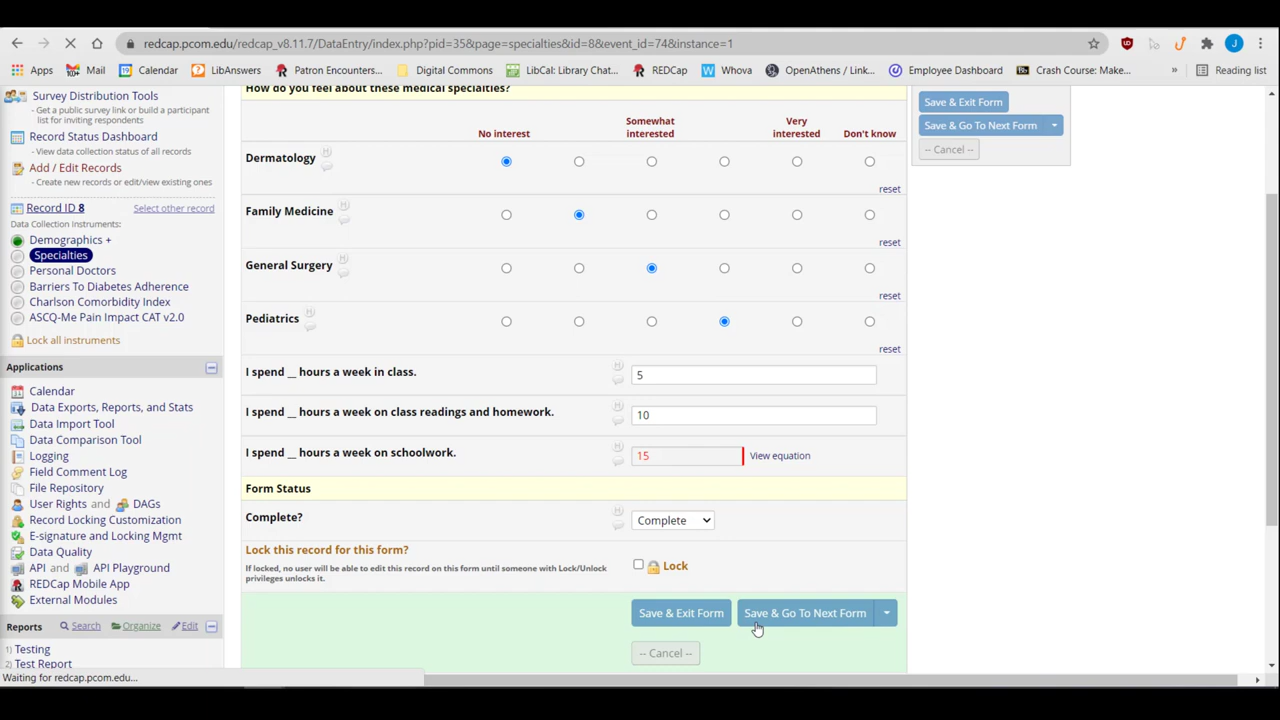 redcap.pcom.edu/redcap_v8.11.7/DataEntry/index.php?pid=35&page=specialties&id=8&event_id=74&instance=1
Apps 10+ Mail 19 Calendar LibAnswers Patron Encounters... Digital Commons LibCal: Library Chat... REDCap Whova OpenAthens / Link... Employee Dashboard Crash Course: Make... » Reading list
Survey Distribution Tools
- Get a public survey link or build a participant
list for inviting respondents
Record Status Dashboard
- View data collection status of all records
Add / Edit Records
- Create new records or edit/view existing ones
Record ID 8 Select other record
Data Collection Instruments:
Demographics +
Specialties
Personal Doctors
Barriers To Diabetes Adherence
Charlson Comorbidity Index
ASCQ-Me Pain Impact CAT v2.0
Lock all instruments
Applications
Calendar
Data Exports, Reports, and Stats
Data Import Tool
Data Comparison Tool
Logging
Field Comment Log
File Repository
User Rights and DAGs
Record Locking Customization
E-signature and Locking Mgmt
Data Quality
API and API Playground
REDCap Mobile App
External Modules
Reports Search Organize Edit
1) Testing
2) Test Report
Waiting for redcap.pcom.edu...
How do you feel about these medical specialties?
No interest Somewhat interested Very interested Don't know
Dermatology
reset
Family Medicine
reset
General Surgery
reset
Pediatrics
reset
I spend __ hours a week in class. 5
I spend __ hours a week on class readings and homework. 10
I spend __ hours a week on schoolwork. 15 View equation
Form Status
Complete? Complete
Lock this record for this form?
If locked, no user will be able to edit this record on this form until someone with Lock/Unlock
privileges unlocks it.
Lock
Save & Exit Form Save & Go To Next Form
-- Cancel --
Save & Exit Form
Save & Go To Next Form
-- Cancel --